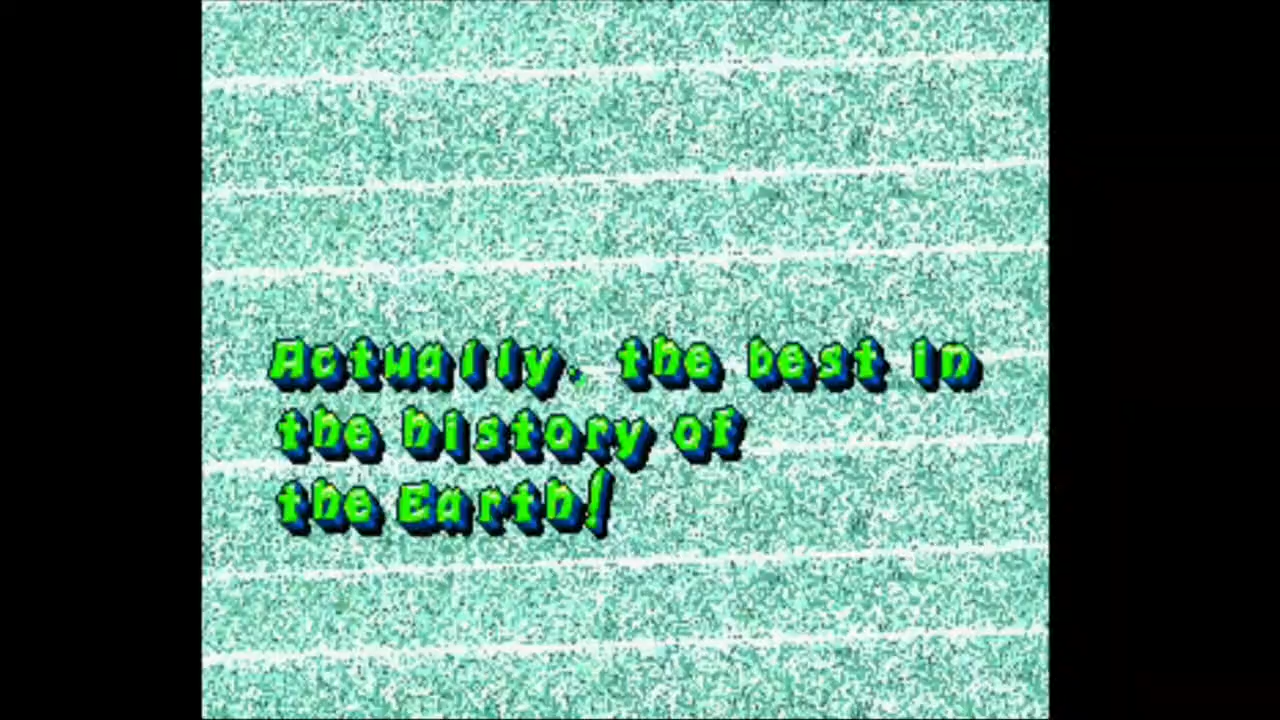 Actually, the best in
the history of
the Earth!